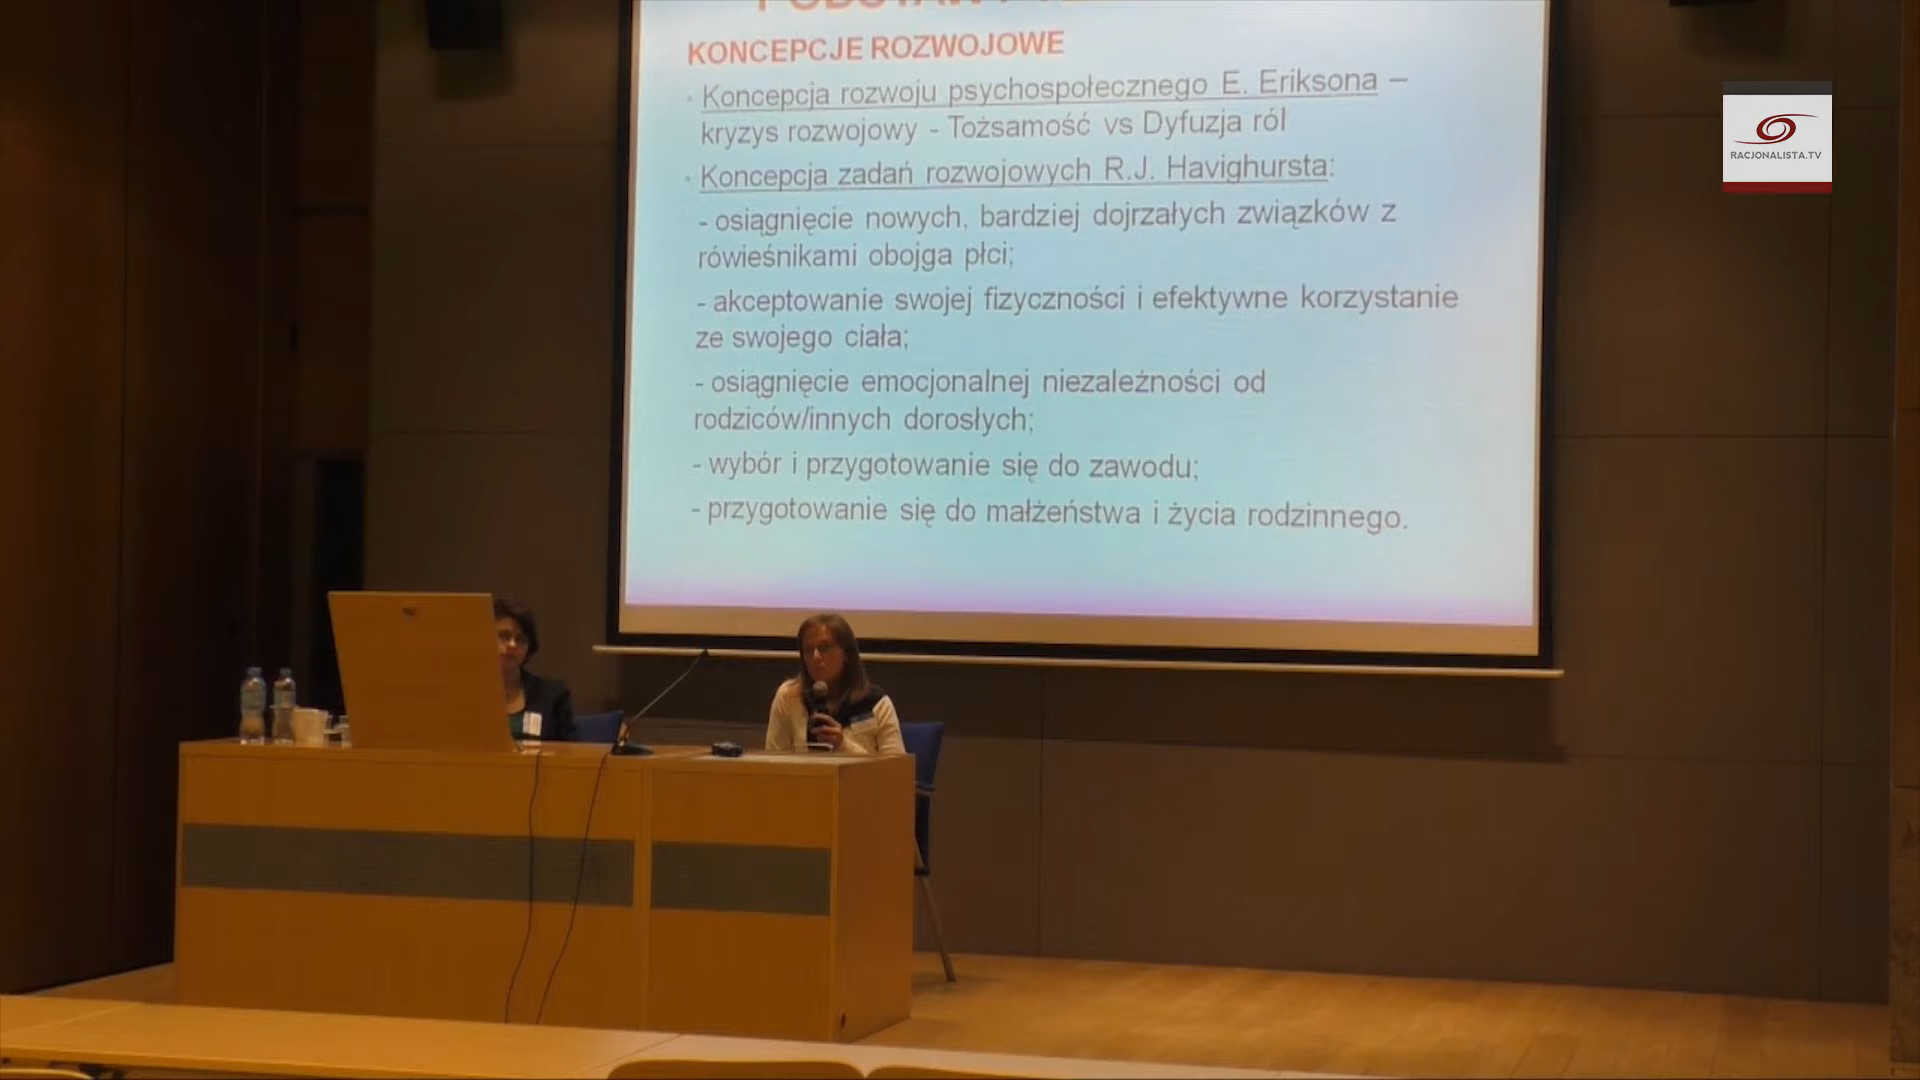 KONCEPCJE ROZWOJOWE
Koncepcja rozwoju psychospołecznego E. Eriksona –
kryzys rozwojowy - Tożsamość vs Dyfuzja ról
Koncepcja zadań rozwojowych R.J. Havighursta:
- osiągnięcie nowych, bardziej dojrzałych związków z
rówieśnikami obojga płci;
- akceptowanie swojej fizyczności i efektywne korzystanie
ze swojego ciała;
- osiągnięcie emocjonalnej niezależności od
rodziców/innych dorosłych;
- wybór i przygotowanie się do zawodu;
- przygotowanie się do małżeństwa i życia rodzinnego.
RACJONALISTA.TV